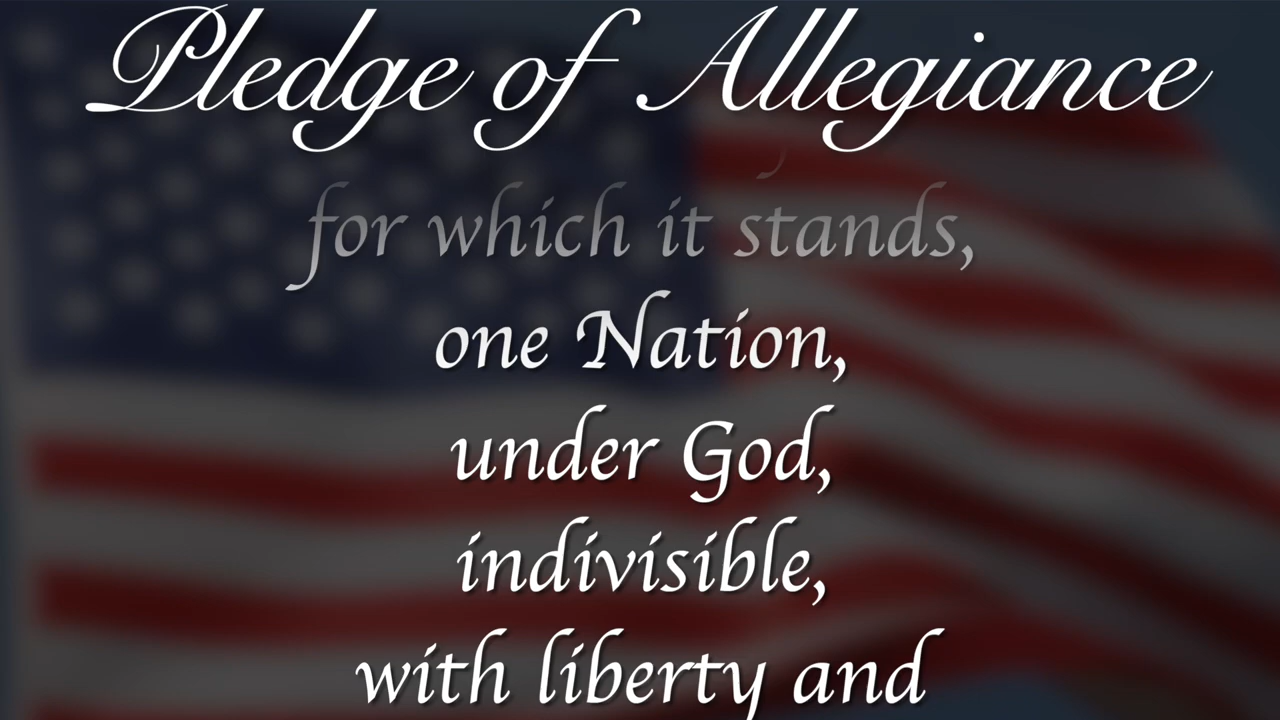 Pledge of Allegiance
for which it stands,
one Nation,
under God,
indivisible,
with liberty and